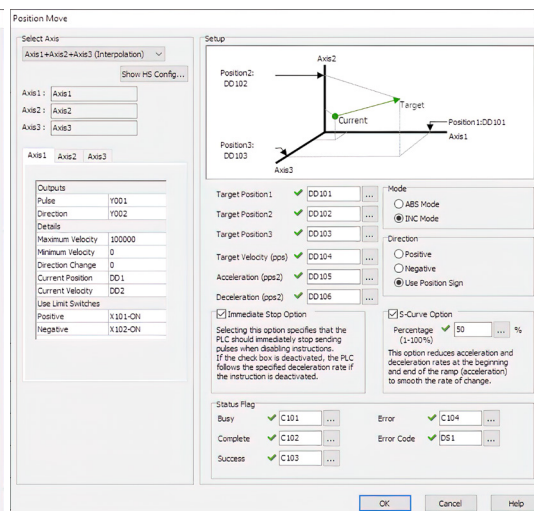 Position Move
Select Axis
Axis1+Axis2+Axis3 (Interpolation)
Show HS Config...
Axis1 : Axis1
Axis2 : Axis2
Axis3 : Axis3
Axis1 Axis2 Axis3
Outputs
Pulse Y001
Direction Y002
Details
Maximum Velocity 100000
Minimum Velocity 0
Direction Change 0
Current Position DD1
Current Velocity DD2
Use Limit Switches
Positive X101-ON
Negative X102-ON
Setup
Axis2
Position2:
DD102
Target
Current
Position1:DD101
Axis1
Position3:
DD103
Axis3
Target Position1 DD101 ...
Target Position2 DD102 ...
Target Position3 DD103 ...
Target Velocity (pps) DD104 ...
Acceleration (pps2) DD105 ...
Deceleration (pps2) DD106 ...
Mode
ABS Mode
INC Mode
Direction
Positive
Negative
Use Position Sign
Immediate Stop Option
Selecting this option specifies that the
PLC should immediately stop sending
pulses when disabling instructions.
If the check box is deactivated, the PLC
follows the specified deceleration rate if
the instruction is deactivated.
S-Curve Option
Percentage 50 ... %
(1-100%)
This option reduces acceleration and
deceleration rates at the beginning
and end of the ramp (acceleration)
to smooth the rate of change.
Status Flag
Busy C101 ... Error C104 ...
Complete C102 ... Error Code DS1 ...
Success C103 ...
OK Cancel Help